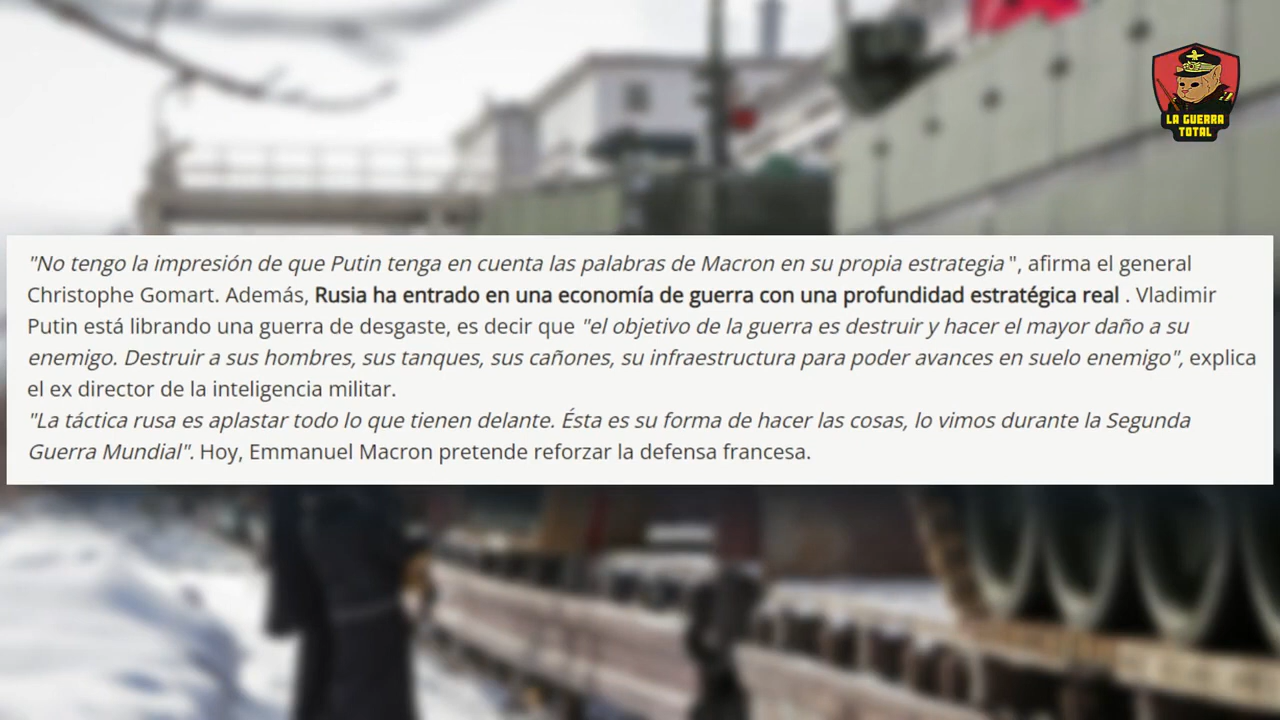 LA GUERRA
TOTAL
"No tengo la impresión de que Putin tenga en cuenta las palabras de Macron en su propia estrategia ", afirma el general
Christophe Gomart. Además, Rusia ha entrado en una economía de guerra con una profundidad estratégica real . Vladimir
Putin está librando una guerra de desgaste, es decir que "el objetivo de la guerra es destruir y hacer el mayor daño a su
enemigo. Destruir a sus hombres, sus tanques, sus cañones, su infraestructura para poder avances en suelo enemigo", explica
el ex director de la inteligencia militar.
"La táctica rusa es aplastar todo lo que tienen delante. Ésta es su forma de hacer las cosas, lo vimos durante la Segunda
Guerra Mundial". Hoy, Emmanuel Macron pretende reforzar la defensa francesa.